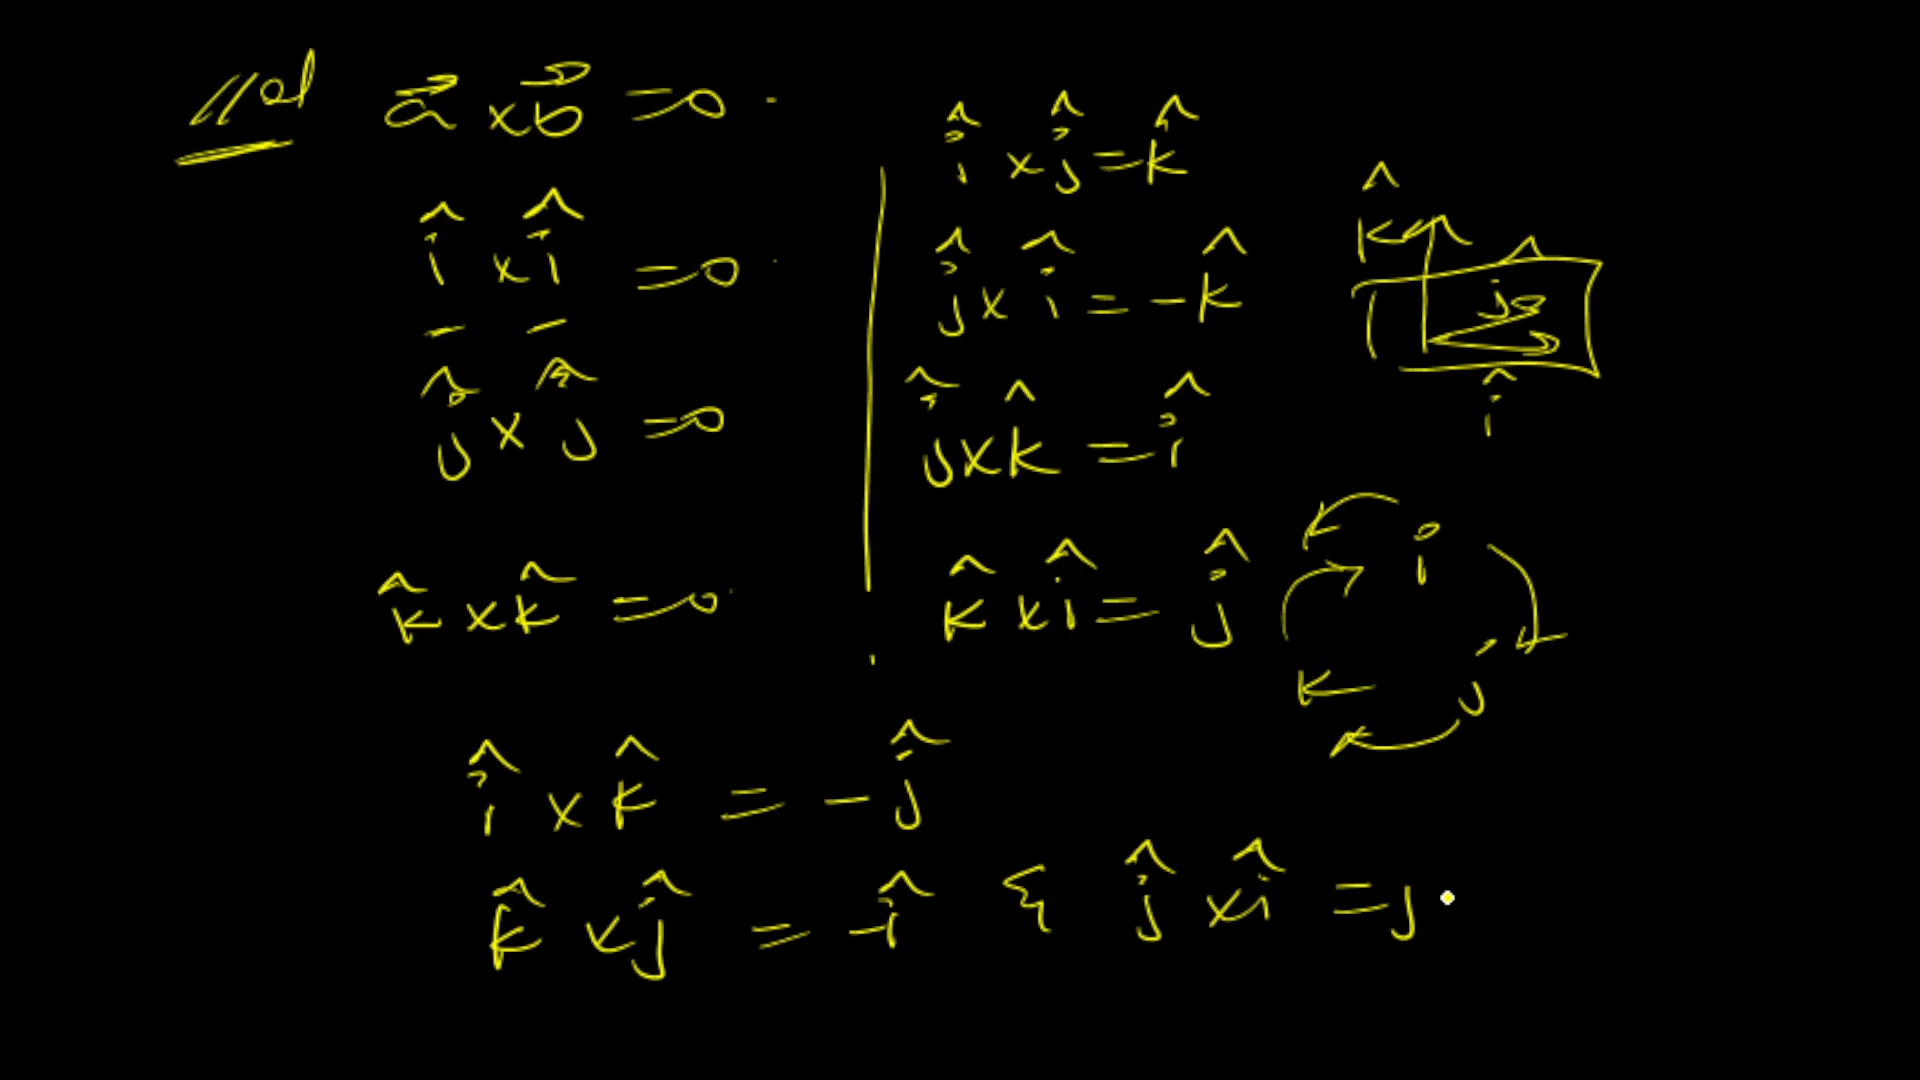 ||el a⃗ × b⃗ = 0
î × î = 0
ĵ × ĵ = 0
k̂ × k̂ = 0
î × ĵ = k̂
ĵ × î = -k̂
ĵ × k̂ = î
k̂ × î = ĵ
k̂
ĵ
î
i
k j
î × k̂ = -ĵ
k̂ × ĵ = -î & ĵ × î = j